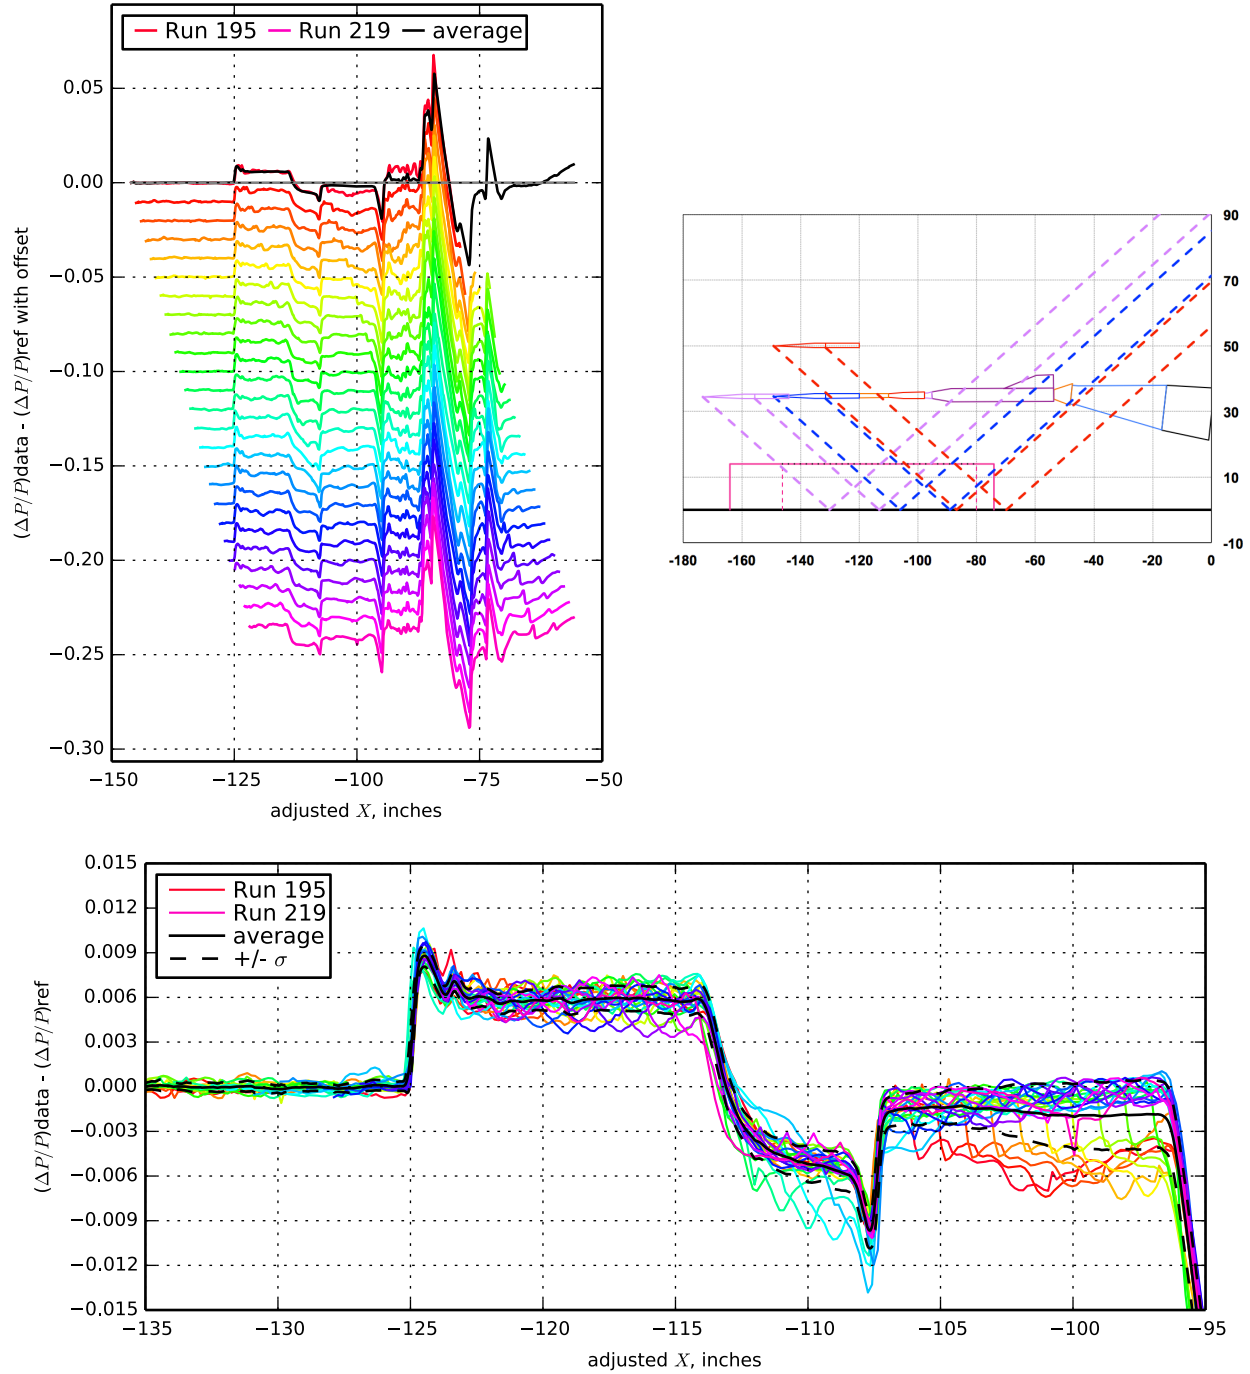 Run 195 Run 219 average
0.05
0.00
−0.05
−0.10
−0.15
−0.20
−0.25
−0.30
(ΔP/P)data - (ΔP/P)ref with offset
−150 −125 −100 −75 −50
adjusted X, inches
90
70
50
30
10
-10
-180 -160 -140 -120 -100 -80 -60 -40 -20 0
0.015
0.012
0.009
0.006
0.003
0.000
−0.003
−0.006
−0.009
−0.012
−0.015
(ΔP/P)data - (ΔP/P)ref
Run 195
Run 219
average
+/- σ
−135 −130 −125 −120 −115 −110 −105 −100 −95
adjusted X, inches